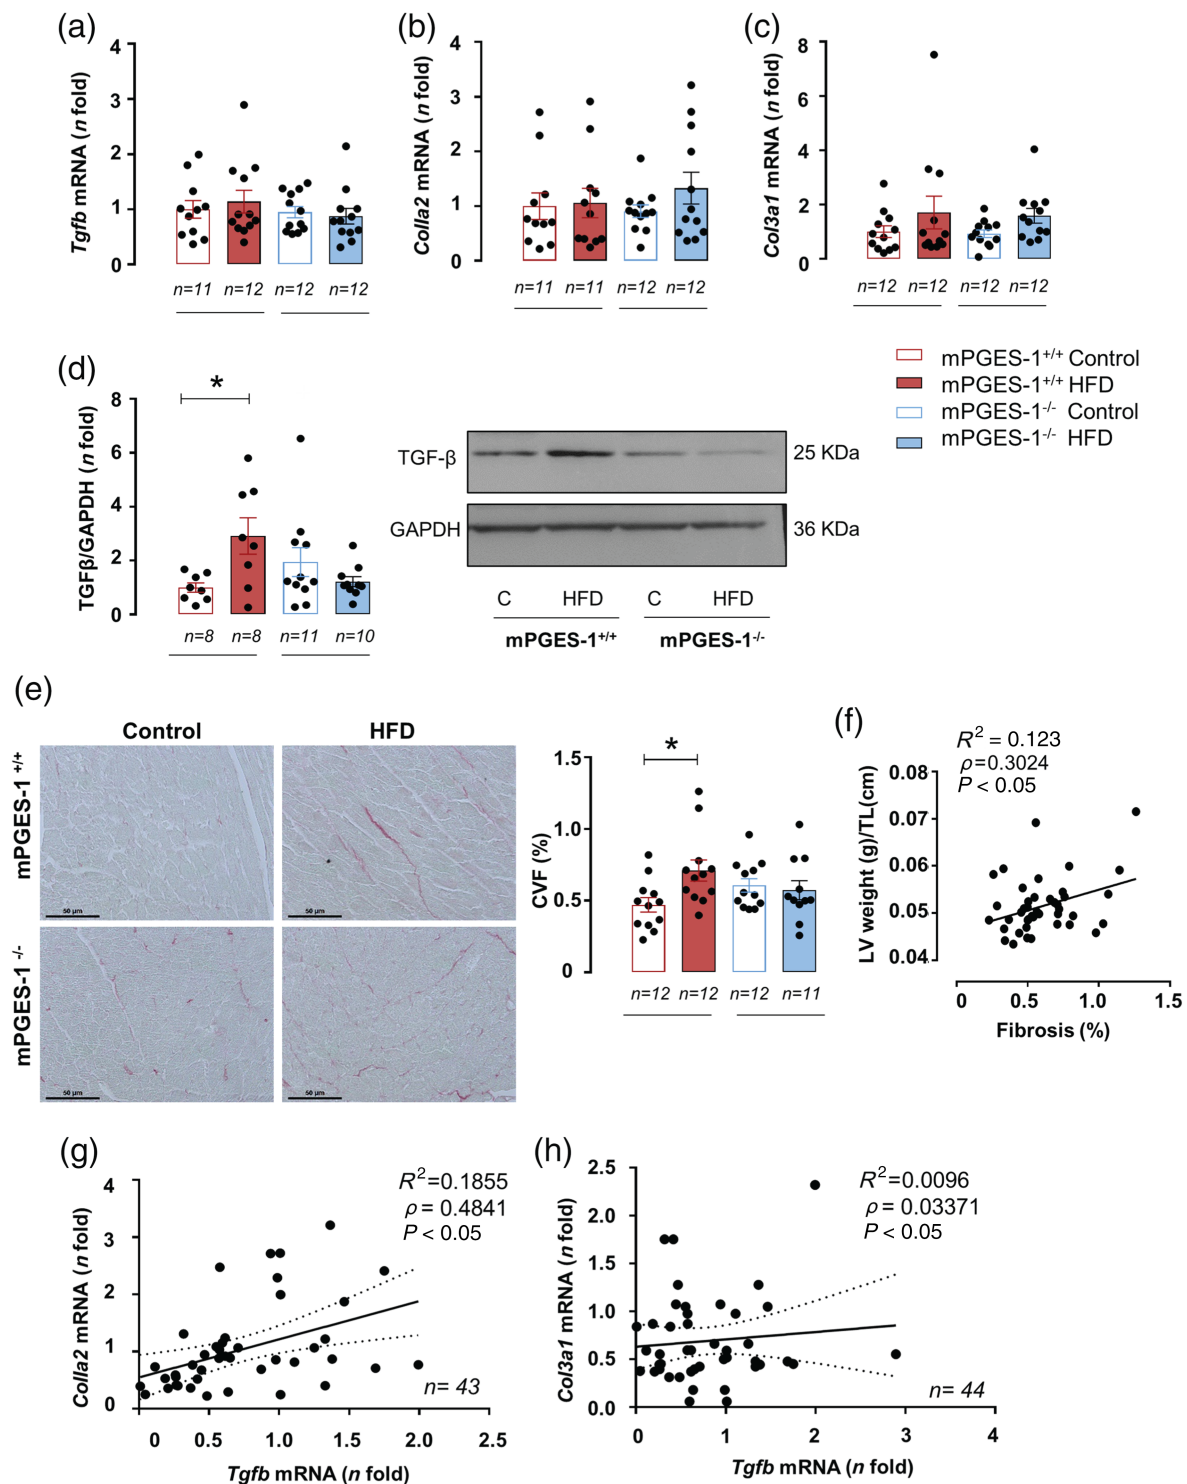 (a)
Tgfb mRNA (n fold)
4
3
2
1
0
n=11 n=12 n=12 n=12
(b)
Colla2 mRNA (n fold)
4
3
2
1
0
n=11 n=11 n=12 n=12
(c)
Col3a1 mRNA (n fold)
8
6
4
2
0
n=12 n=12 n=12 n=12
mPGES-1+/+ Control
mPGES-1+/+ HFD
mPGES-1-/- Control
mPGES-1-/- HFD
(d)
TGFβ/GAPDH (n fold)
8
6
4
2
0
*
n=8 n=8 n=11 n=10
TGF-β 25 KDa
GAPDH 36 KDa
C HFD C HFD
mPGES-1+/+ mPGES-1-/-
(e)
Control HFD
mPGES-1 +/+
mPGES-1 -/-
50 µm
50 µm
50 µm
50 µm
CVF (%)
1.5
1.0
0.5
0
*
n=12 n=12 n=12 n=11
(f)
R2 = 0.123
ρ=0.3024
P < 0.05
LV weight (g)/TL(cm)
0.08
0.07
0.06
0.05
0.04
0 0.5 1.0 1.5
Fibrosis (%)
(g)
Colla2 mRNA (n fold)
4
3
2
1
0
R2=0.1855
ρ= 0.4841
P < 0.05
n= 43
0 0.5 1.0 1.5 2.0 2.5
Tgfb mRNA (n fold)
(h)
Col3a1 mRNA (n fold)
2.5
2.0
1.5
1.0
0.5
0.0
R2=0.0096
ρ = 0.03371
P < 0.05
n= 44
0 1 2 3 4
Tgfb mRNA (n fold)